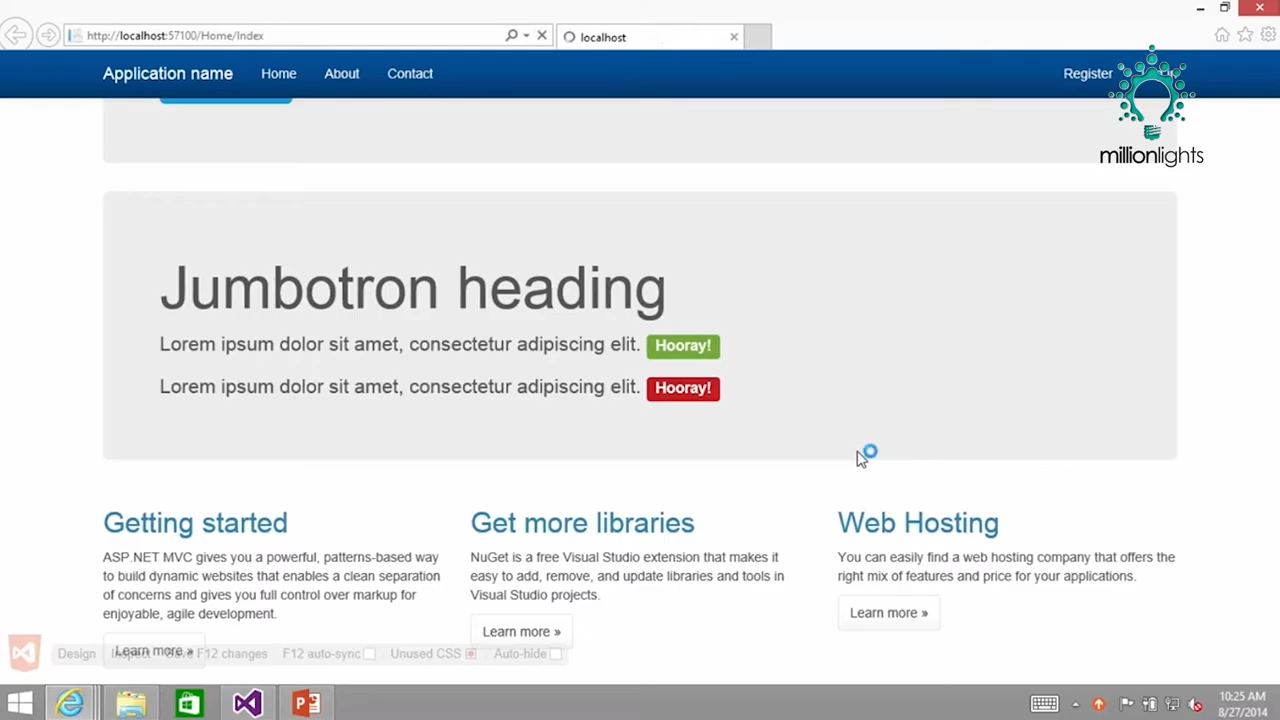 http://localhost:57100/Home/Index
localhost
Application name
Home
About
Contact
Register
millionlights
Jumbotron heading
Lorem ipsum dolor sit amet, consectetur adipiscing elit. Hooray!
Lorem ipsum dolor sit amet, consectetur adipiscing elit. Hooray!
Getting started
ASP.NET MVC gives you a powerful, patterns-based way
to build dynamic websites that enables a clean separation
of concerns and gives you full control over markup for
enjoyable, agile development.
Learn more »
Get more libraries
NuGet is a free Visual Studio extension that makes it
easy to add, remove, and update libraries and tools in
Visual Studio projects.
Learn more »
Web Hosting
You can easily find a web hosting company that offers the
right mix of features and price for your applications.
Learn more »
Design
Inspect
Save F12 changes
F12 auto-sync
Unused CSS
Auto-hide
10:25 AM
8/27/2014